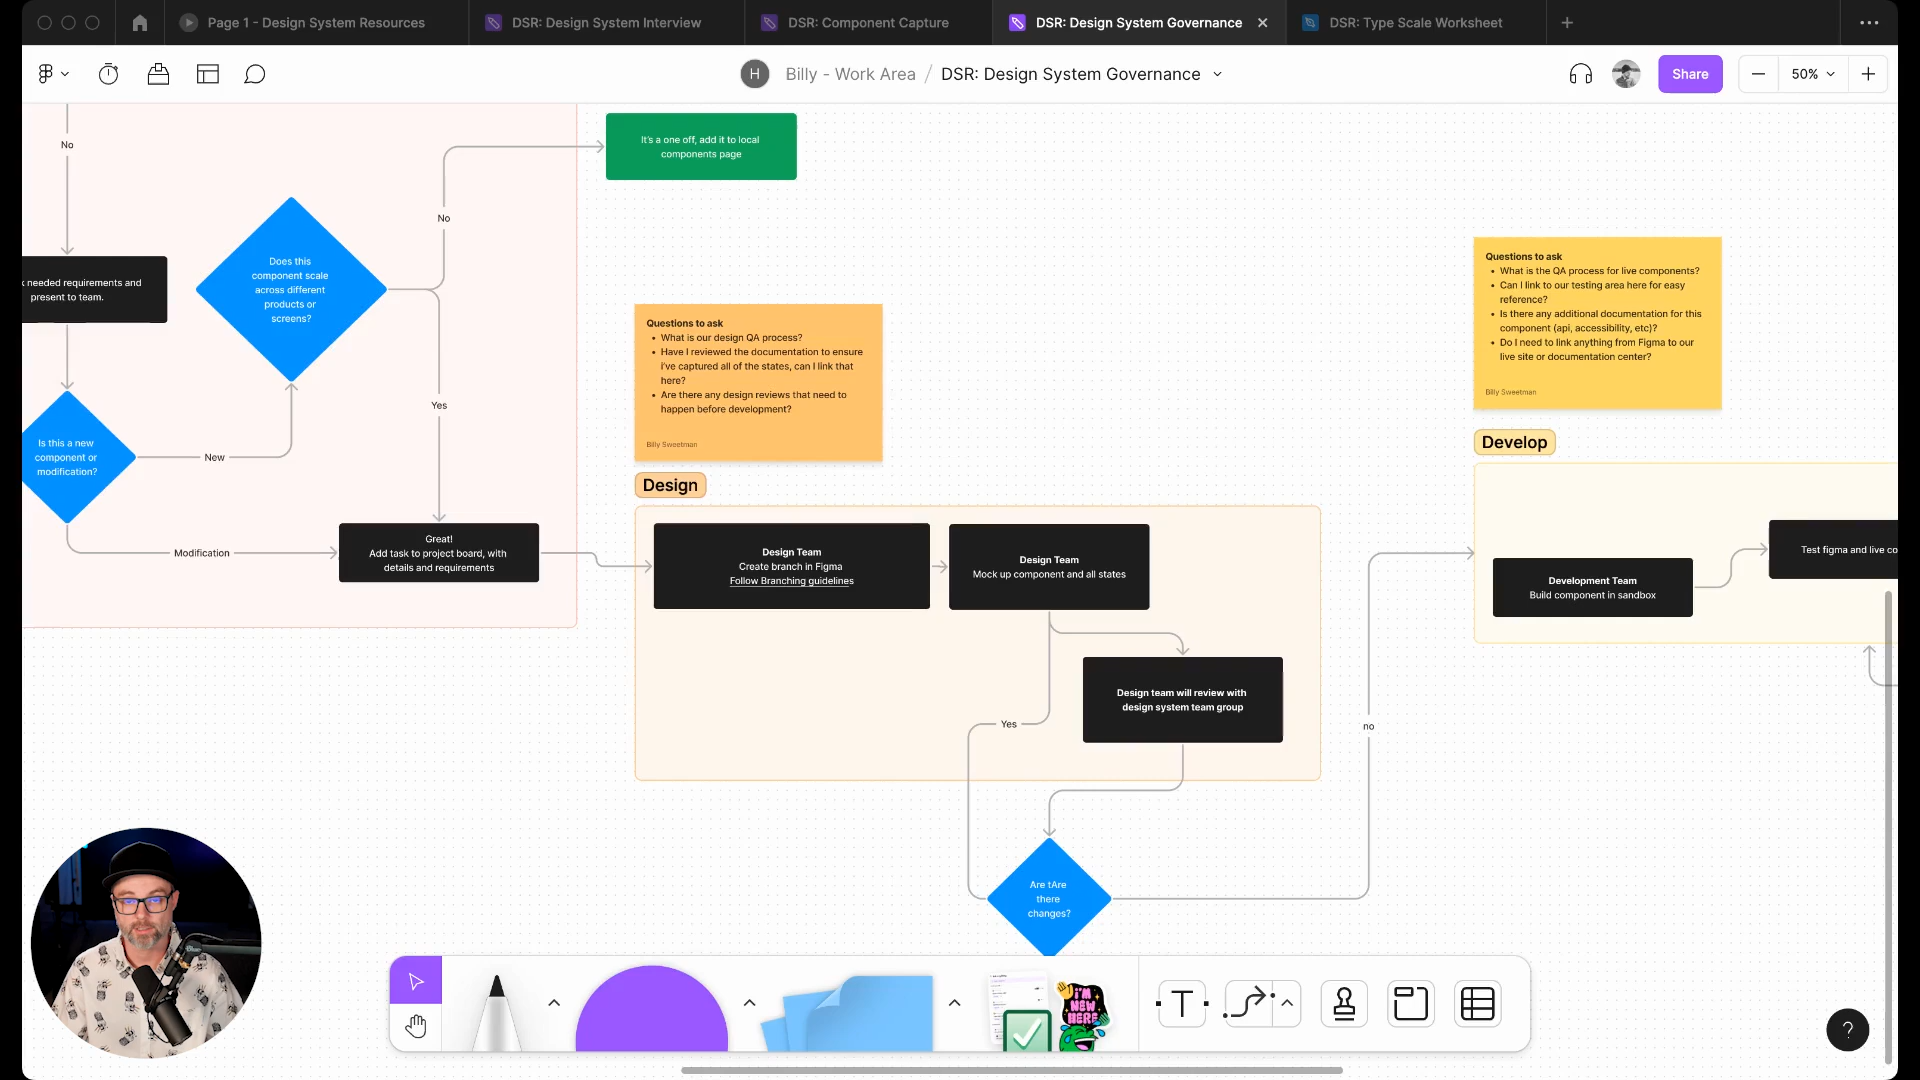 Page 1 - Design System Resources
DSR: Design System Interview
DSR: Component Capture
DSR: Design System Governance
DSR: Type Scale Worksheet
H
Billy - Work Area / DSR: Design System Governance
Share
50%
No
It's a one off, add it to local
components page
No
Does this
component scale
across different
products or
screens?
needed requirements and
present to team.
Yes
Is this a new
component or
modification?
New
Modification
Great!
Add task to project board, with
details and requirements
Questions to ask
• What is our design QA process?
• Have I reviewed the documentation to ensure
i've captured all of the states, can I link that
here?
• Are there any design reviews that need to
happen before development?
Billy Sweetman
Design
Design Team
Create branch in Figma
Follow Branching guidelines
Design Team
Mock up component and all states
Design team will review with
design system team group
Yes
no
Are tAre
there
changes?
Questions to ask
• What is the QA process for live components?
• Can I link to our testing area here for easy
reference?
• Is there any additional documentation for this
component (api, accessibility, etc)?
• Do I need to link anything from Figma to our
live site or documentation center?
Billy Sweetman
Develop
Development Team
Build component in sandbox
Test figma and live co
I'M
NEW
HERE
T
?